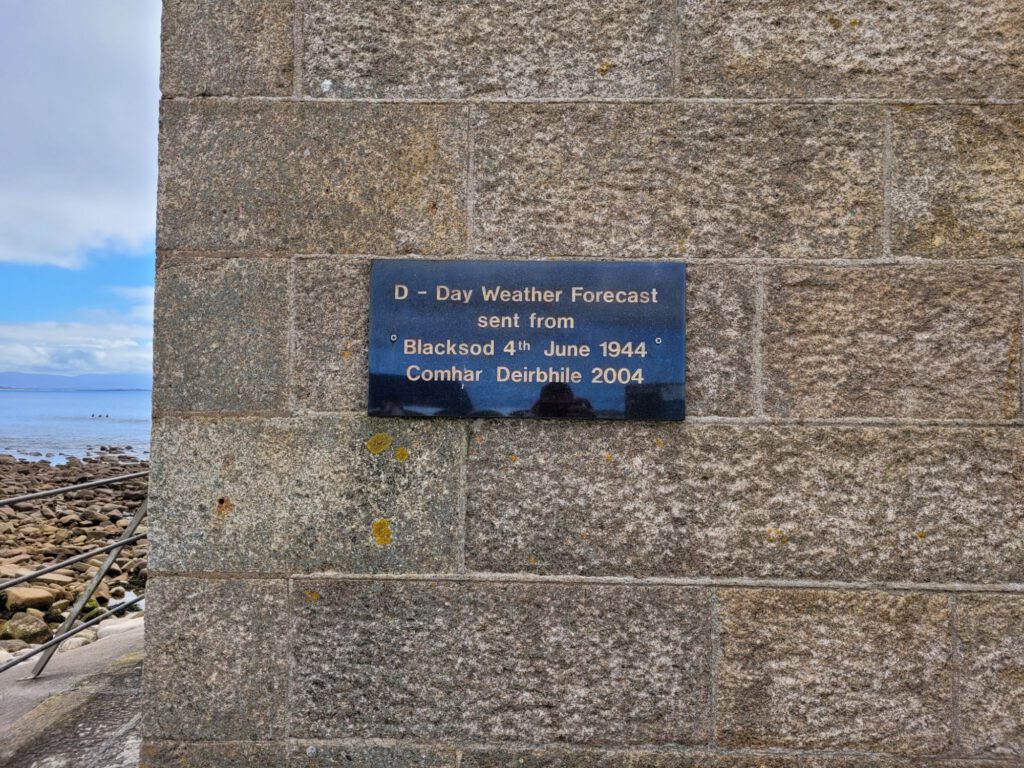 D - Day Weather Forecast
sent from
Blacksod 4th June 1944
Comhar Deirbhile 2004